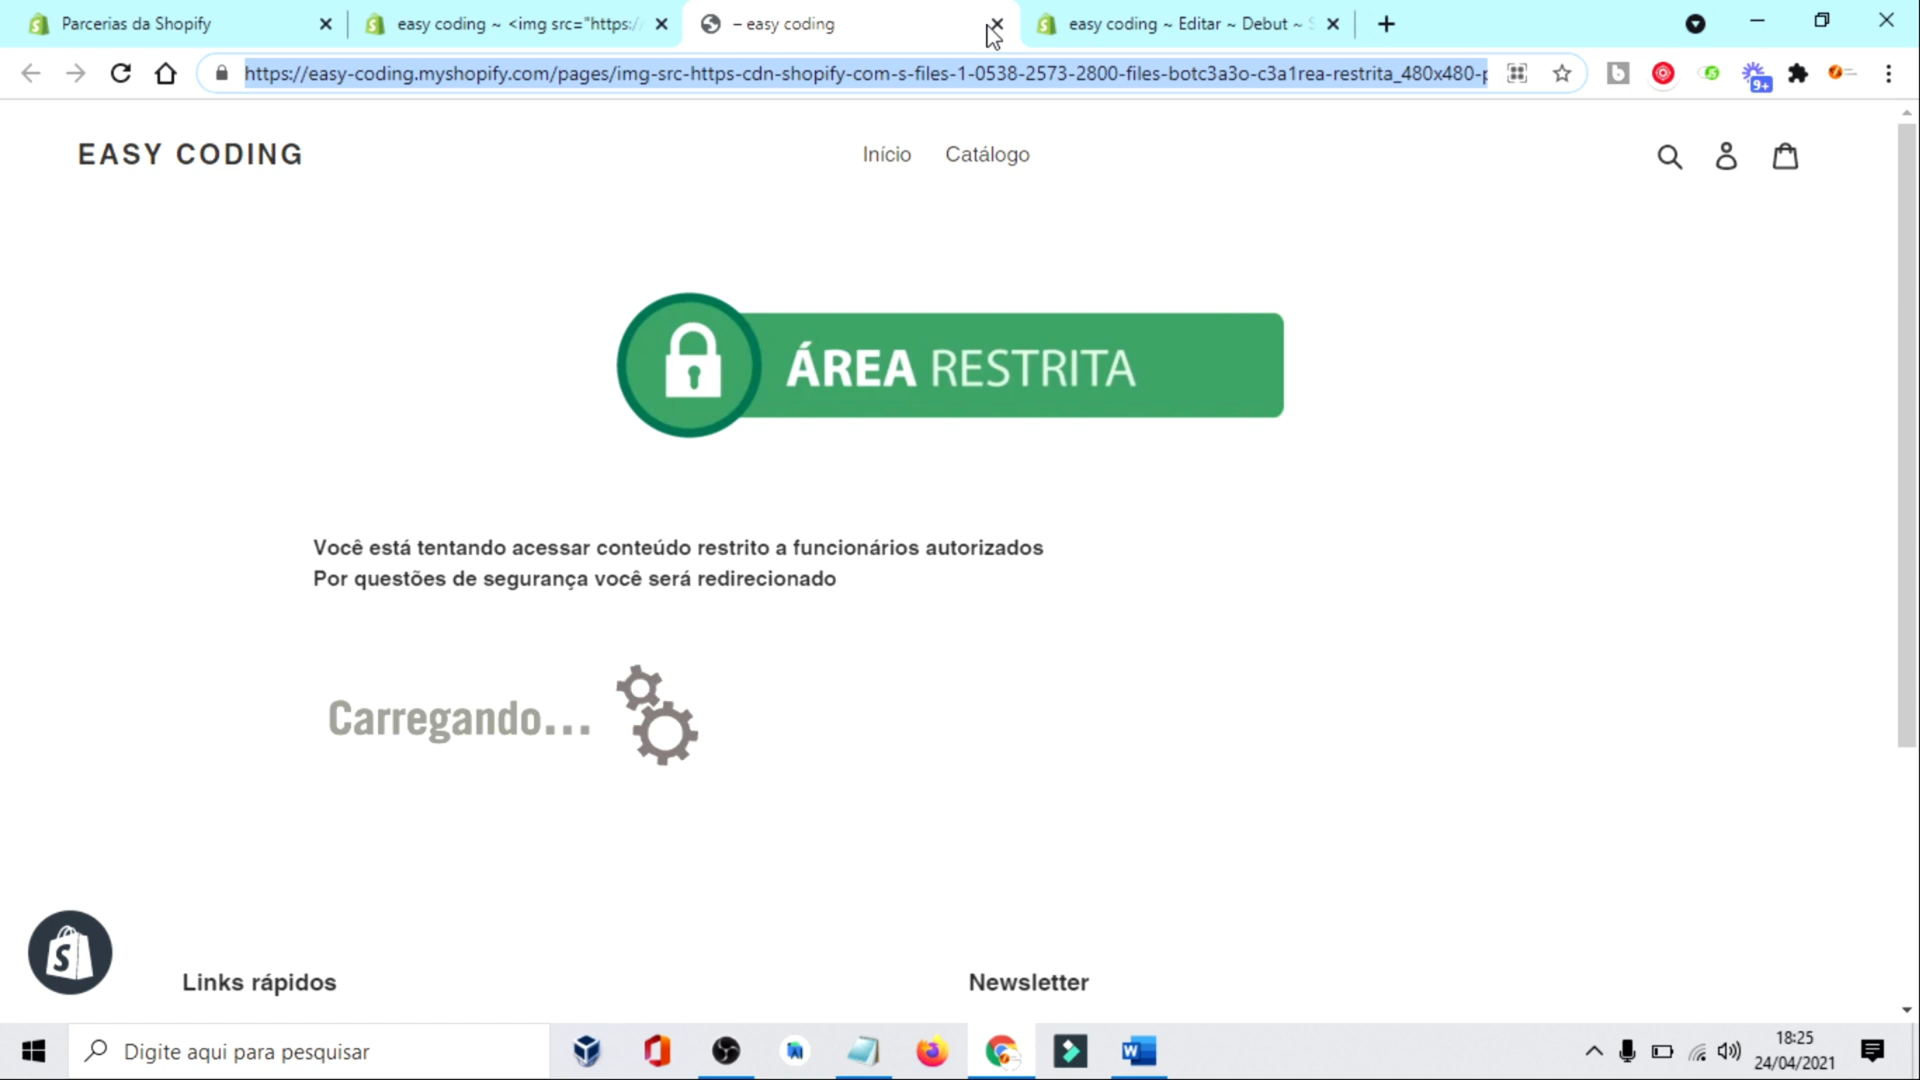 Parcerias da Shopify
easy coding ~ <img src="https:/
– easy coding
easy coding ~ Editar ~ Debut ~ S
https://easy-coding.myshopify.com/pages/img-src-https-cdn-shopify-com-s-files-1-0538-2573-2800-files-botc3a3o-c3a1rea-restrita_480x480-p
9+
EASY CODING
Início
Catálogo
ÁREA RESTRITA
Você está tentando acessar conteúdo restrito a funcionários autorizados
Por questões de segurança você será redirecionado
Carregando...
Links rápidos
Newsletter
Digite aqui para pesquisar
18:25
24/04/2021